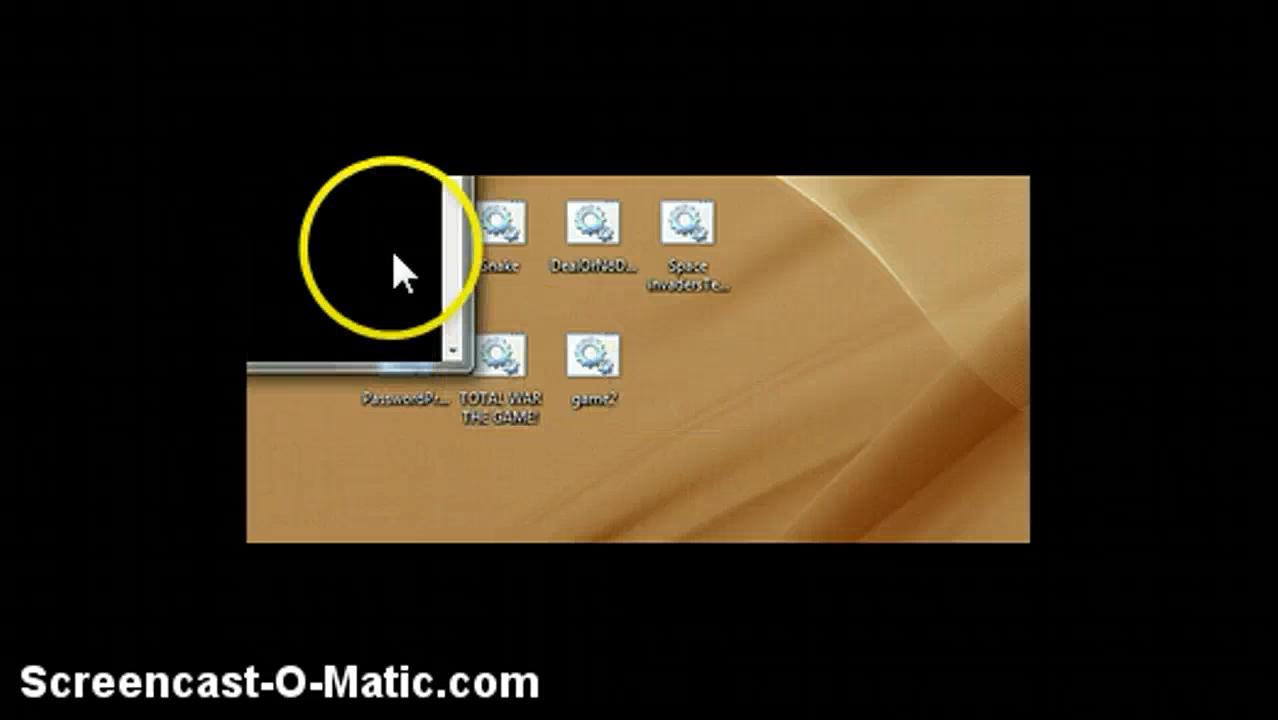 Snake
DealOrNoD...
Space
InvadersTe...
PasswordPr...
TOTAL WAR
THE GAME!
game2
Screencast-O-Matic.com